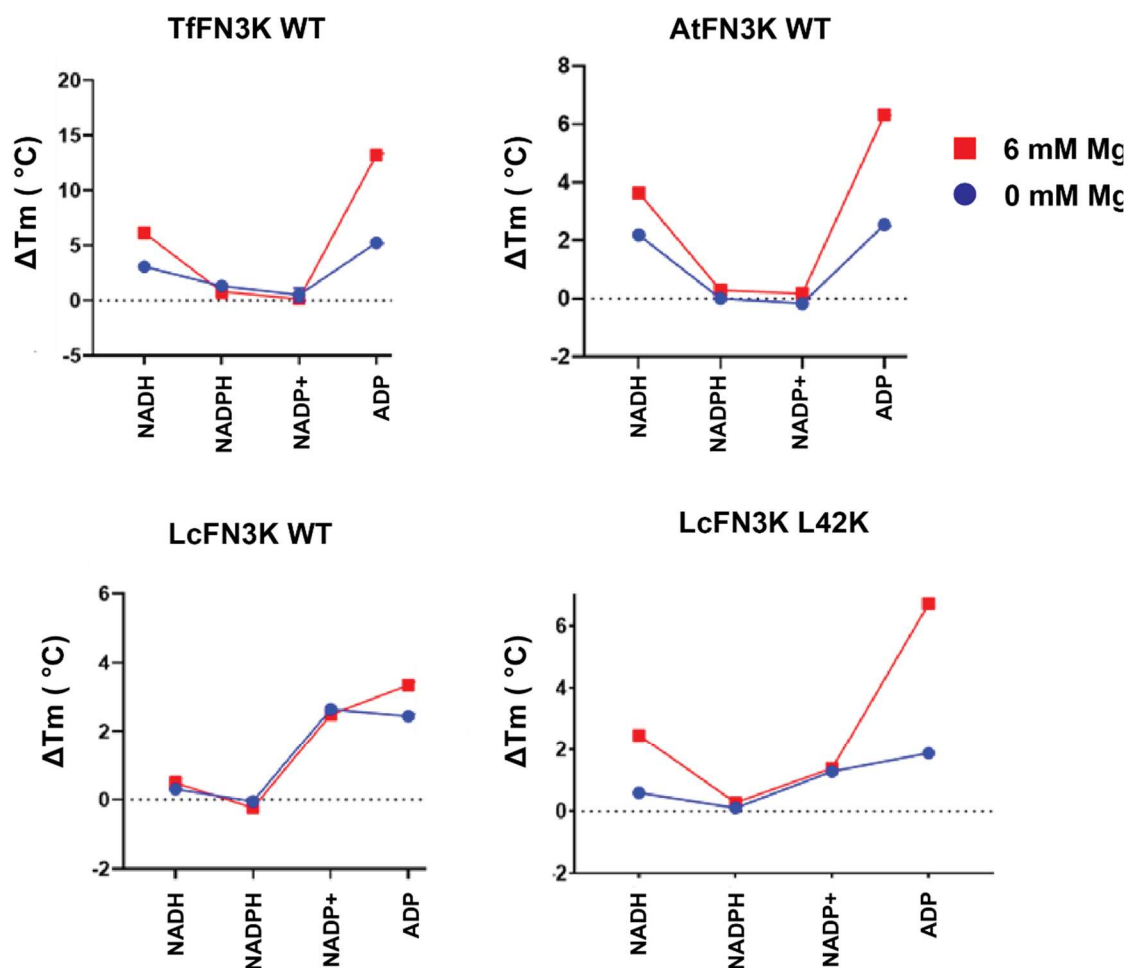 TfFN3K WT
ΔTm ( °C)
20
15
10
5
0
-5
NADH
NADPH
NADP+
ADP
AtFN3K WT
ΔTm ( °C)
8
6
4
2
0
-2
NADH
NADPH
NADP+
ADP
6 mM Mg
0 mM Mg
LcFN3K WT
ΔTm ( °C)
6
4
2
0
-2
NADH
NADPH
NADP+
ADP
LcFN3K L42K
ΔTm ( °C)
6
4
2
0
-2
NADH
NADPH
NADP+
ADP